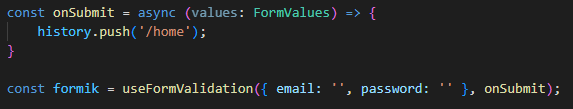 const onSubmit = async (values: FormValues) => {
    history.push('/home');
}
const formik = useFormValidation({ email: '', password: '' }, onSubmit);